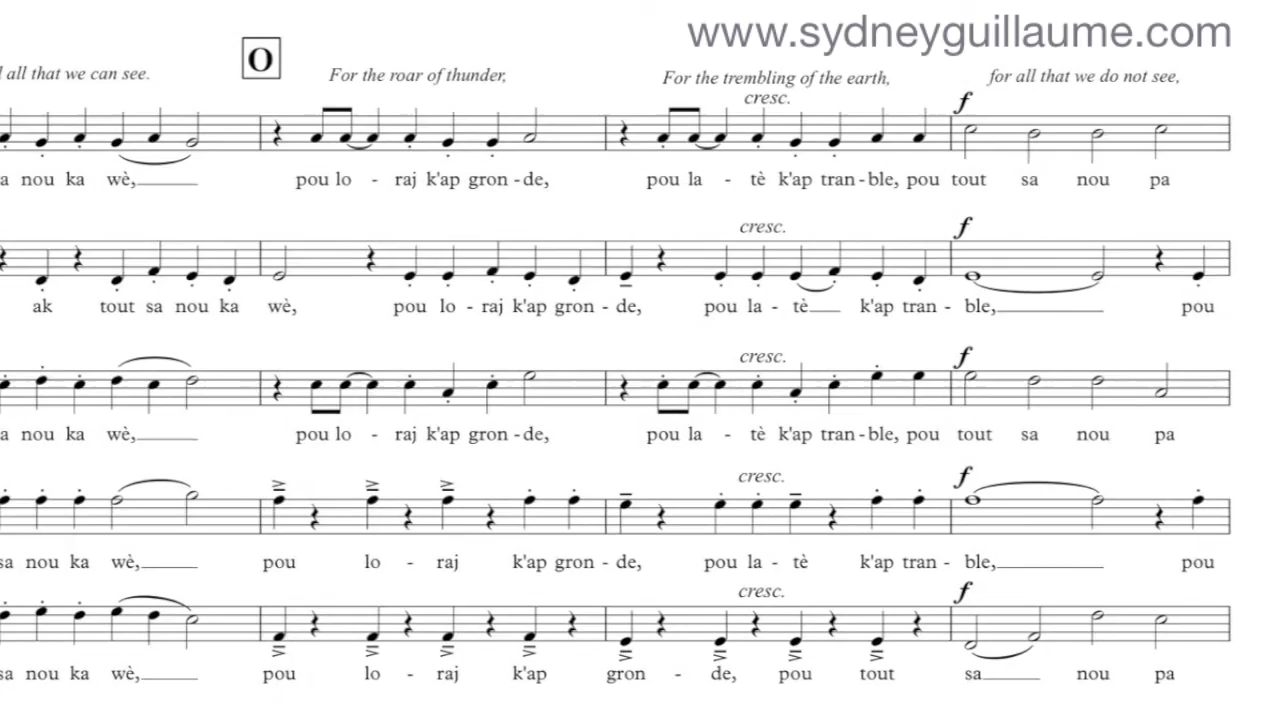 www.sydneyguillaume.com
O
all that we can see. For the roar of thunder, For the trembling of the earth, for all that we do not see,
cresc. f
nou ka wè, pou lo - raj k'ap gron - de, pou la - tè k'ap tran - ble, pou tout sa nou pa
cresc. f
ak tout sa nou ka wè, pou lo - raj k'ap gron - de, pou la - tè k'ap tran - ble, pou
cresc. f
nou ka wè, pou lo - raj k'ap gron - de, pou la - tè k'ap tran - ble, pou tout sa nou pa
cresc. f
sa nou ka wè, pou lo - raj k'ap gron - de, pou la - tè k'ap tran - ble, pou
cresc. f
sa nou ka wè, pou lo - raj k'ap gron - de, pou tout sa nou pa